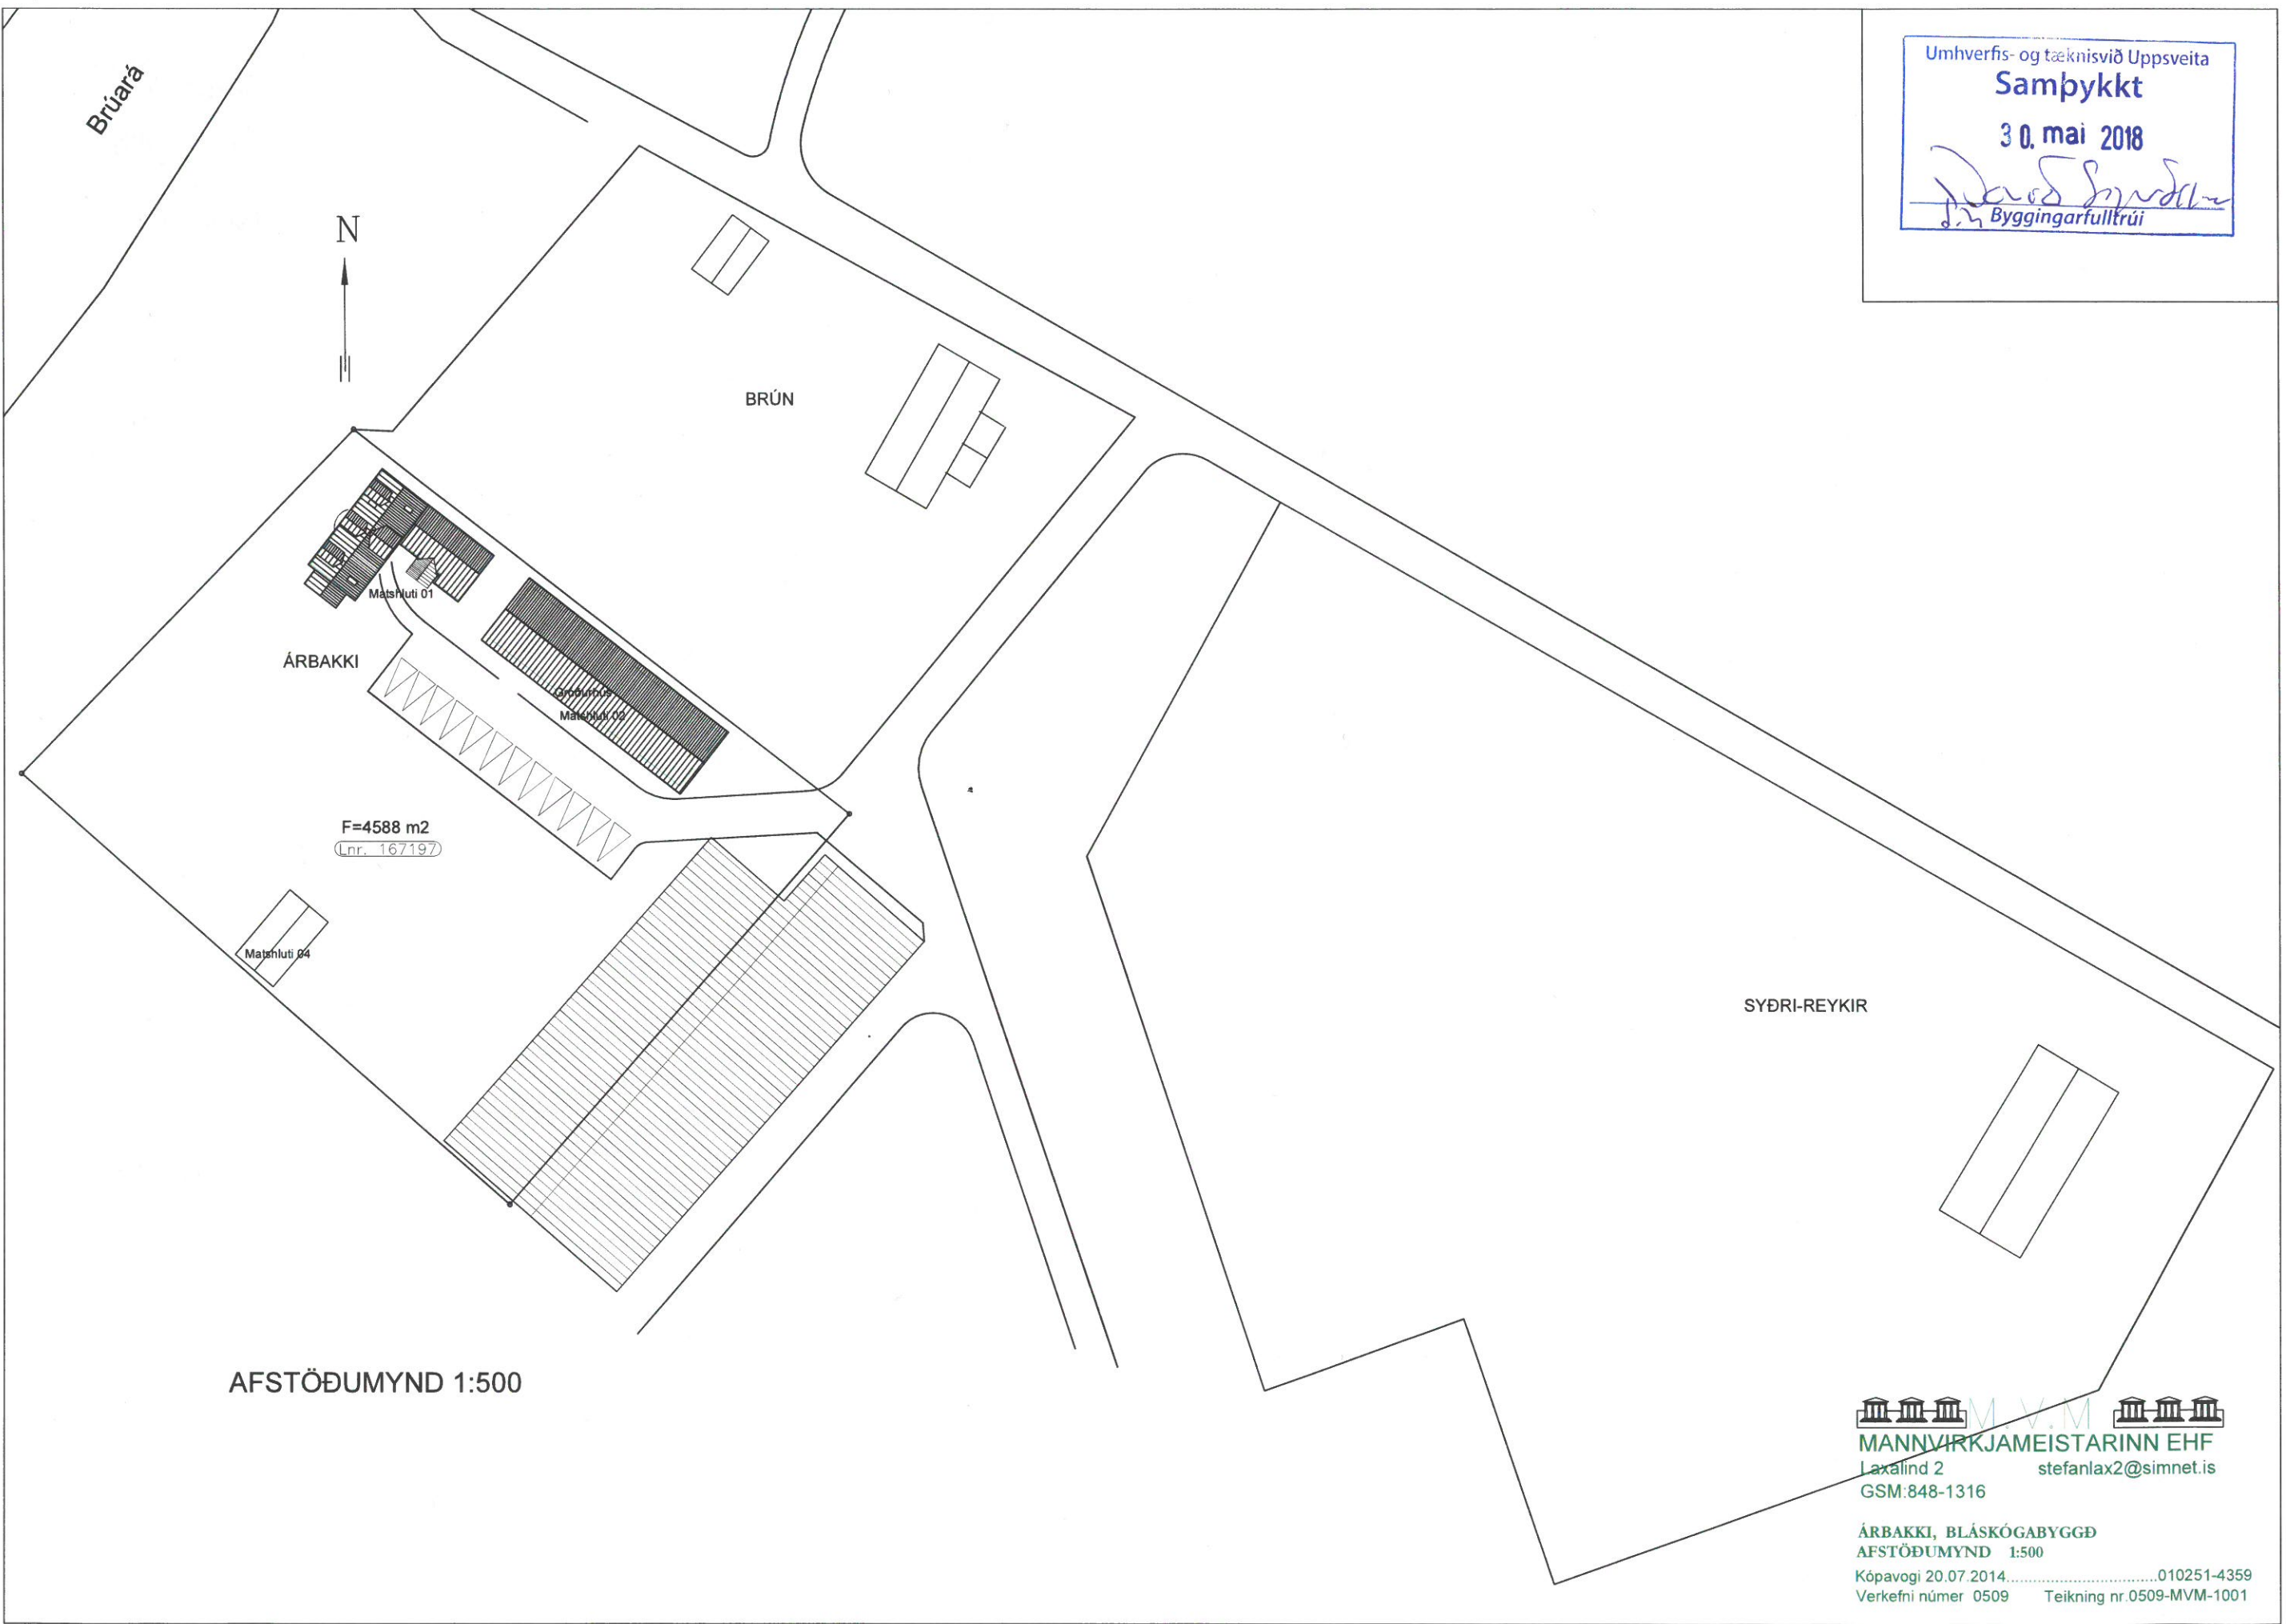 Brúará
Umhverfis- og tæknisvið Uppsveita
Samþykkt
30. mai 2018
Byggingarfulltrúi
N
BRÚN
Matshluti 01
ÁRBAKKI
Gróðurhús
Matshluti 02
F=4588 m2
Lnr. 167197
Matshluti 04
SYÐRI-REYKIR
AFSTÖÐUMYND 1:500
M.V.M
MANNVIRKJAMEISTARINN EHF
Laxalind 2 stefanlax2@simnet.is
GSM:848-1316
ÁRBAKKI, BLÁSKÓGABYGGÐ
AFSTÖÐUMYND 1:500
Kópavogi 20.07.2014.................................010251-4359
Verkefni númer 0509 Teikning nr.0509-MVM-1001